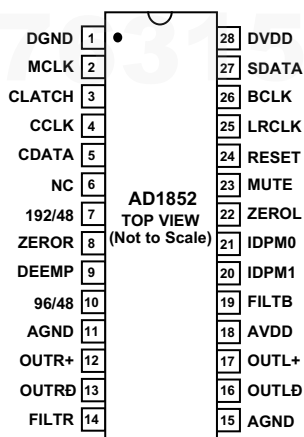 DGND 1 28 DVDD
MCLK 2 27 SDATA
CLATCH 3 26 BCLK
CCLK 4 25 LRCLK
CDATA 5 24 RESET
NC 6 23 MUTE
192/48 7 22 ZEROL
ZEROR 8 21 IDPM0
DEEMP 9 20 IDPM1
96/48 10 19 FILTB
AGND 11 18 AVDD
OUTR+ 12 17 OUTL+
OUTRÐ 13 16 OUTLÐ
FILTR 14 15 AGND
AD1852
TOP VIEW
(Not to Scale)